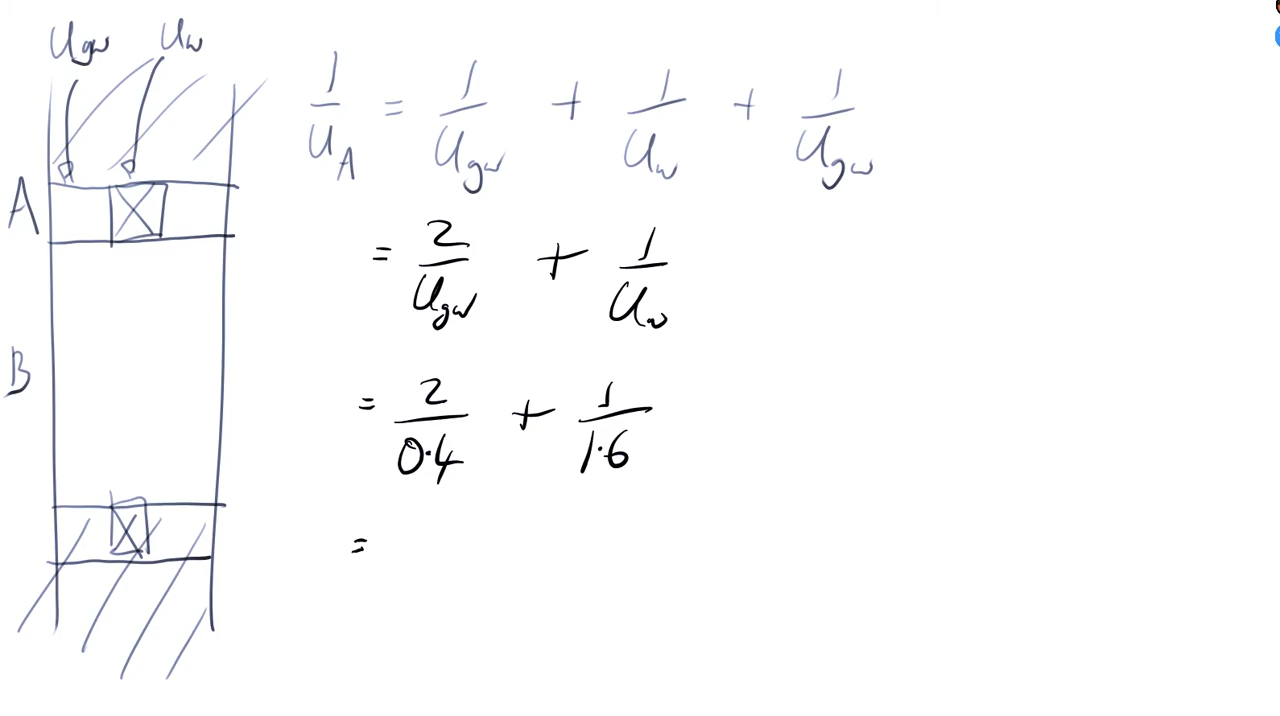 Ugw Uw
1/UA = 1/Ugw + 1/Uw + 1/Ugw
A
= 2/Ugw + 1/Uw
B
= 2/0.4 + 1/1.6
=